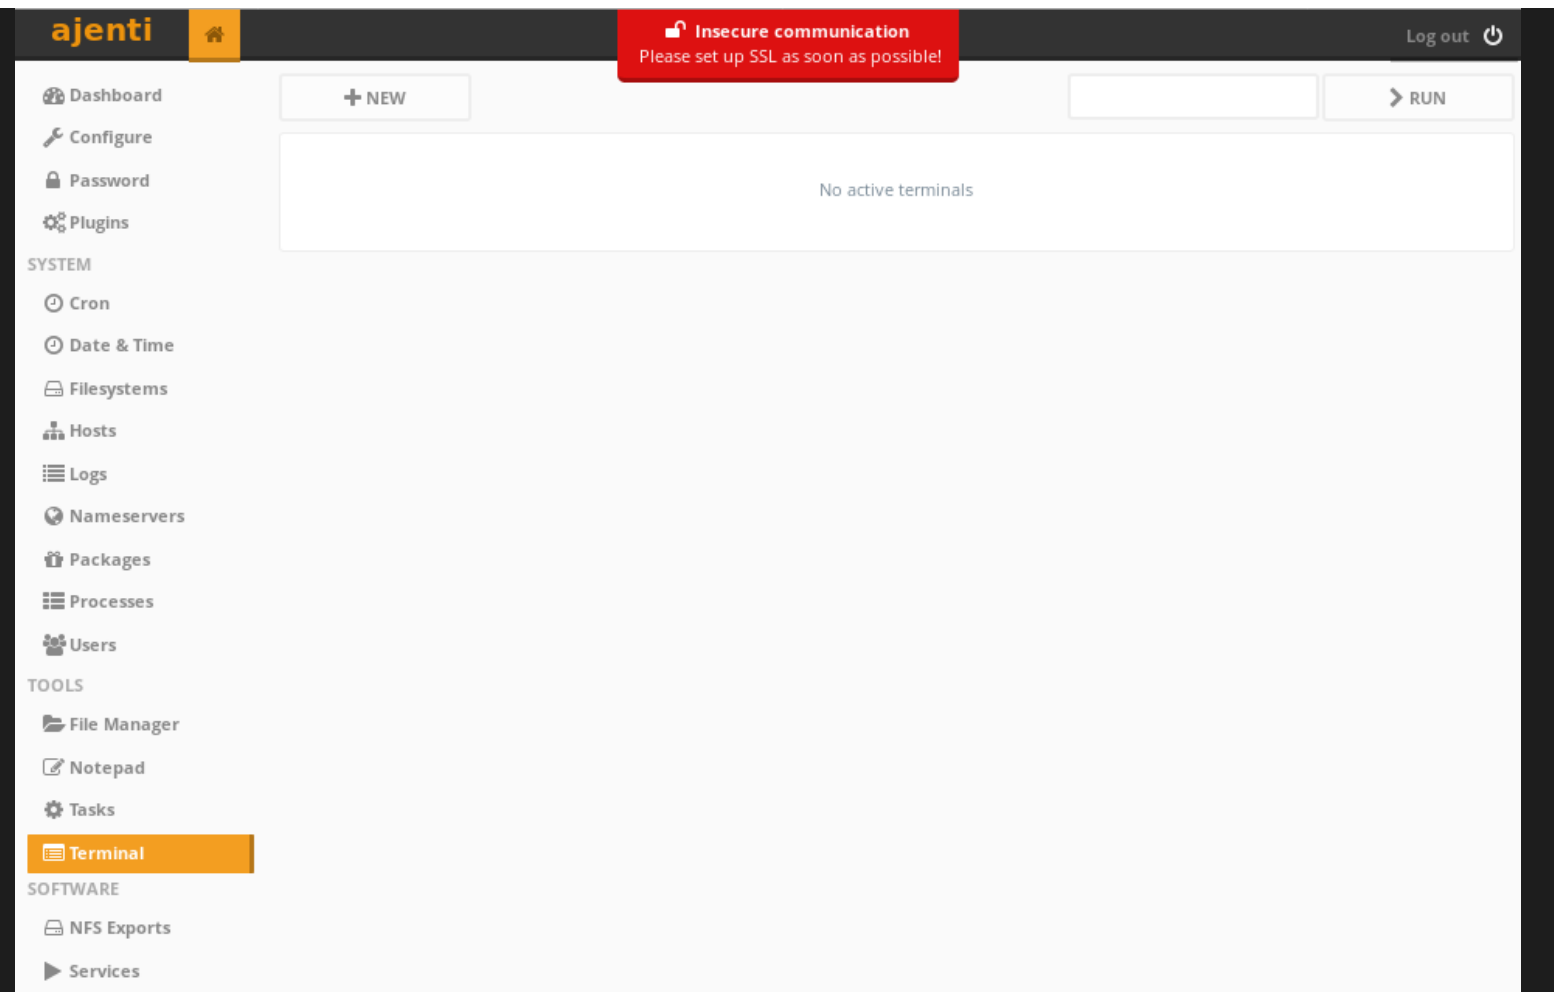 ajenti
Insecure communication
Please set up SSL as soon as possible!
Log out
Dashboard
Configure
Password
Plugins
SYSTEM
Cron
Date & Time
Filesystems
Hosts
Logs
Nameservers
Packages
Processes
Users
TOOLS
File Manager
Notepad
Tasks
Terminal
SOFTWARE
NFS Exports
Services
NEW
RUN
No active terminals